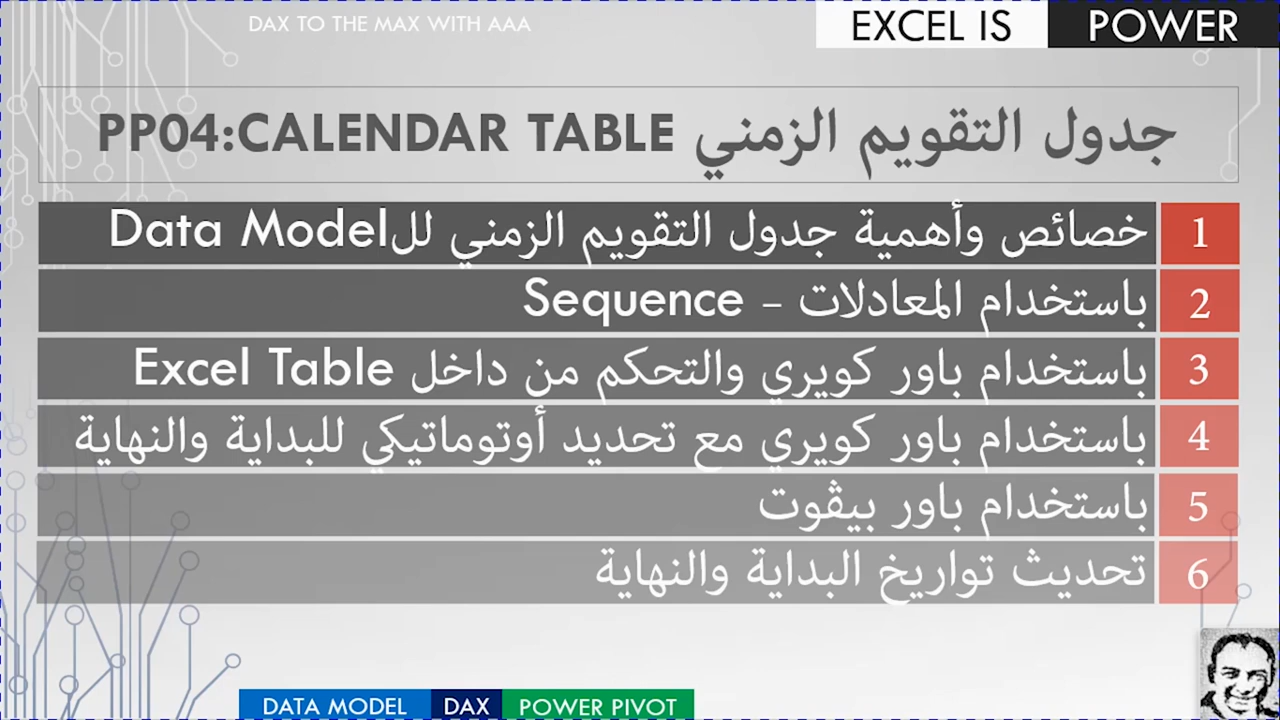 DAX TO THE MAX WITH AAA
EXCEL IS POWER
PP04:CALENDAR TABLE جدول التقويم الزمني
1 خصائص وأهمية جدول التقويم الزمني للData Model
2 باستخدام المعادلات – Sequence
3 باستخدام باور كويري والتحكم من داخل Excel Table
4 باستخدام باور كويري مع تحديد أوتوماتيكي للبداية والنهاية
5 باستخدام باور بيڤوت
6 تحديث تواريخ البداية والنهاية
DATA MODEL DAX POWER PIVOT